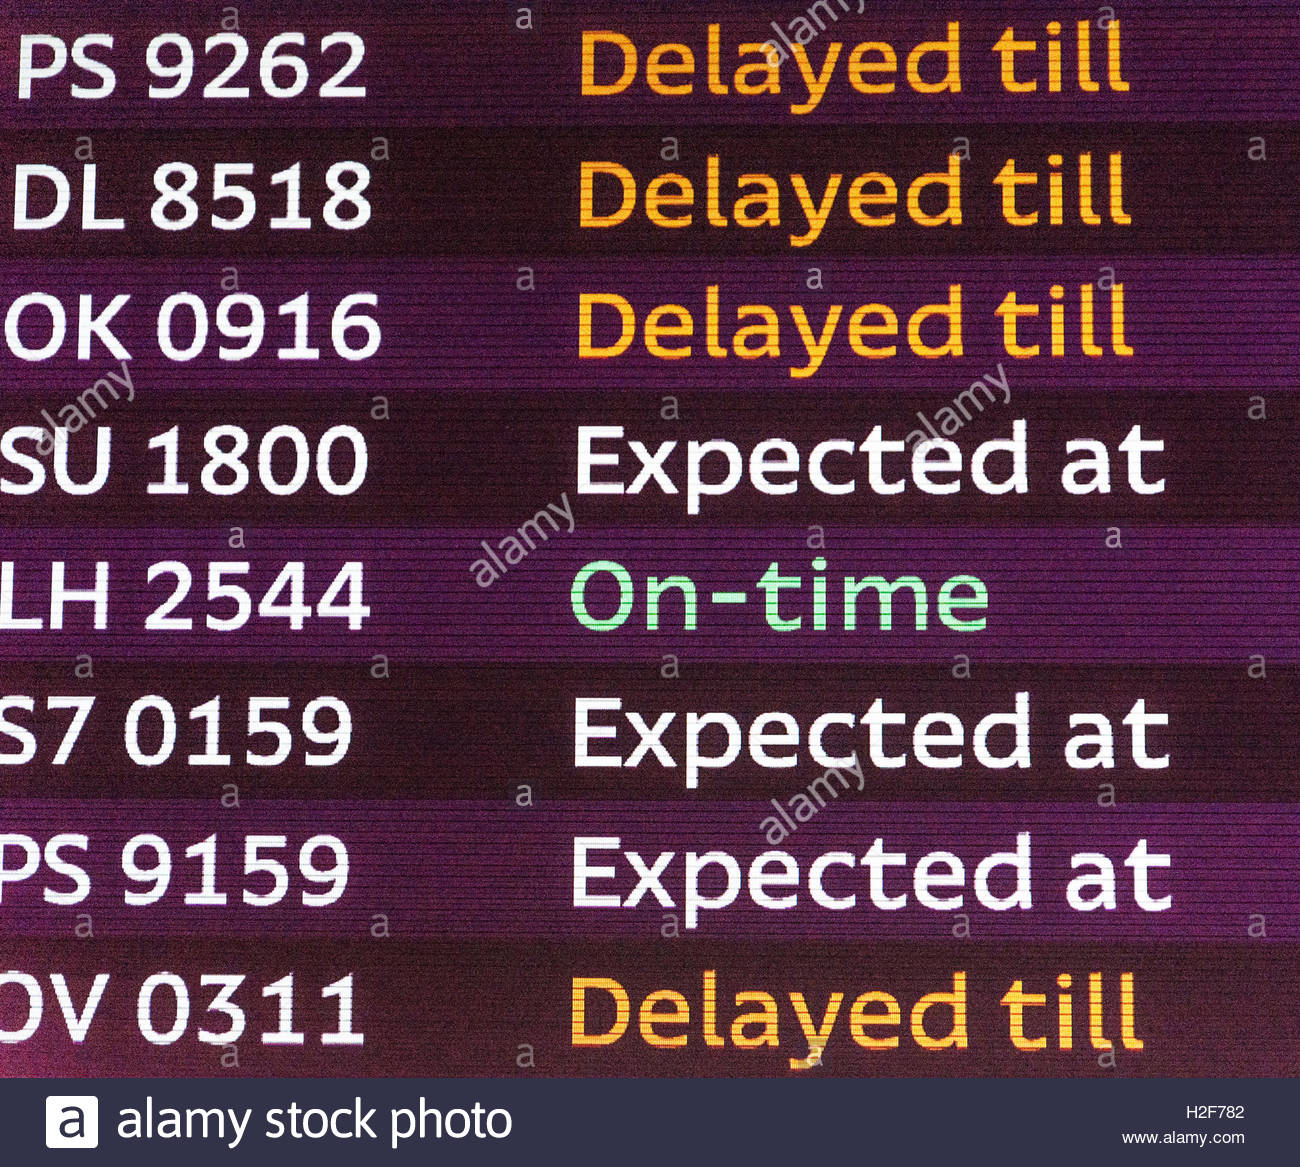 PS 9262 Delayed till
DL 8518 Delayed till
OK 0916 Delayed till
SU 1800 Expected at
LH 2544 On-time
S7 0159 Expected at
PS 9159 Expected at
OV 0311 Delayed till
a alamy stock photo
H2F782
www.alamy.com